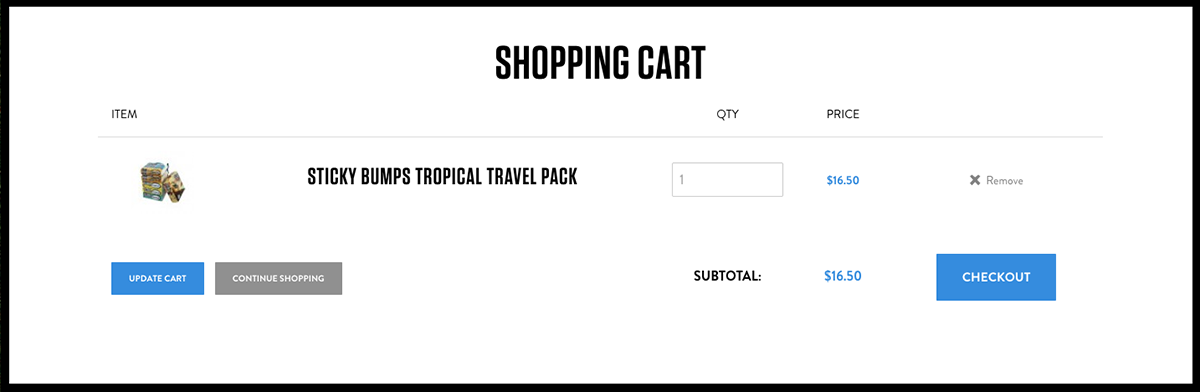 SHOPPING CART
ITEM QTY PRICE
STICKY BUMPS TROPICAL TRAVEL PACK 1 $16.50 Remove
UPDATE CART CONTINUE SHOPPING SUBTOTAL: $16.50 CHECKOUT